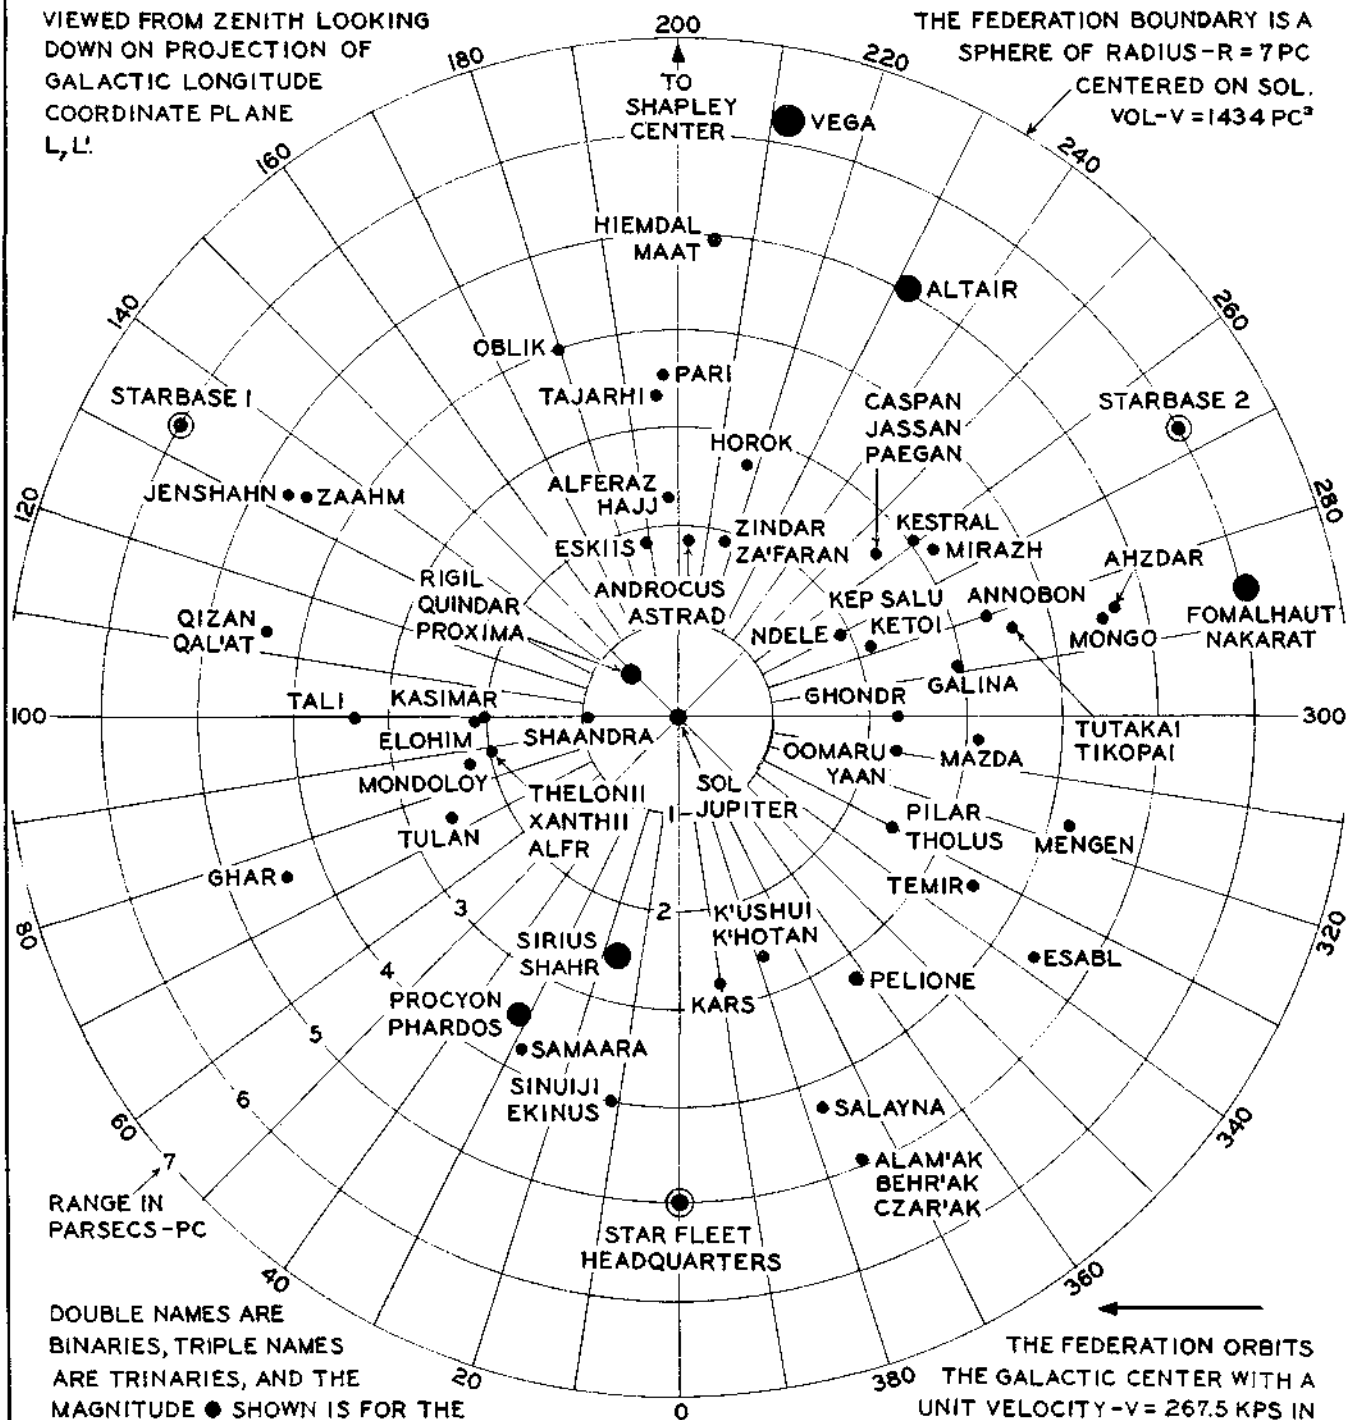 VIEWED FROM ZENITH LOOKING
DOWN ON PROJECTION OF
GALACTIC LONGITUDE
COORDINATE PLANE
L, L'.
THE FEDERATION BOUNDARY IS A
SPHERE OF RADIUS-R = 7 PC
CENTERED ON SOL.
VOL-V = 1434 PC³
200
180
220
160
240
140
260
120
280
100
300
80
320
60
340
40
360
20
380
0
TO
SHAPLEY
CENTER
VEGA
HIEMDAL
MAAT
ALTAIR
OBLIK
PARI
TAJARHI
STARBASE 1
CASPAN
JASSAN
PAEGAN
STARBASE 2
HOROK
JENSHAHN
ZAAHM
ALFERAZ
HAJJ
ZINDAR
ZA'FARAN
KESTRAL
MIRAZH
ESKIIS
AHZDAR
RIGIL
QUINDAR
PROXIMA
ANDROCUS
ASTRAD
KEP SALU
KETOI
ANNOBON
FOMALHAUT
NAKARAT
QIZAN
QAL'AT
NDELE
MONGO
GALINA
TALI
KASIMAR
GHONDR
ELOHIM
SHAANDRA
TUTAKAI
TIKOPAI
OOMARU
YAAN
MAZDA
MONDOLOY
SOL
JUPITER
THELONII
XANTHII
ALFR
PILAR
THOLUS
TULAN
MENGEN
GHAR
TEMIR
1
2
3
4
5
6
7
K'USHUI
K'HOTAN
SIRIUS
SHAHR
ESABL
PELIONE
KARS
PROCYON
PHARDOS
SAMAARA
SINUIJI
EKINUS
SALAYNA
ALAM'AK
BEHR'AK
CZAR'AK
RANGE IN
PARSECS-PC
STAR FLEET
HEADQUARTERS
DOUBLE NAMES ARE
BINARIES, TRIPLE NAMES
ARE TRINARIES, AND THE
MAGNITUDE ● SHOWN IS FOR THE
THE FEDERATION ORBITS
THE GALACTIC CENTER WITH A
UNIT VELOCITY-V = 267.5 KPS IN